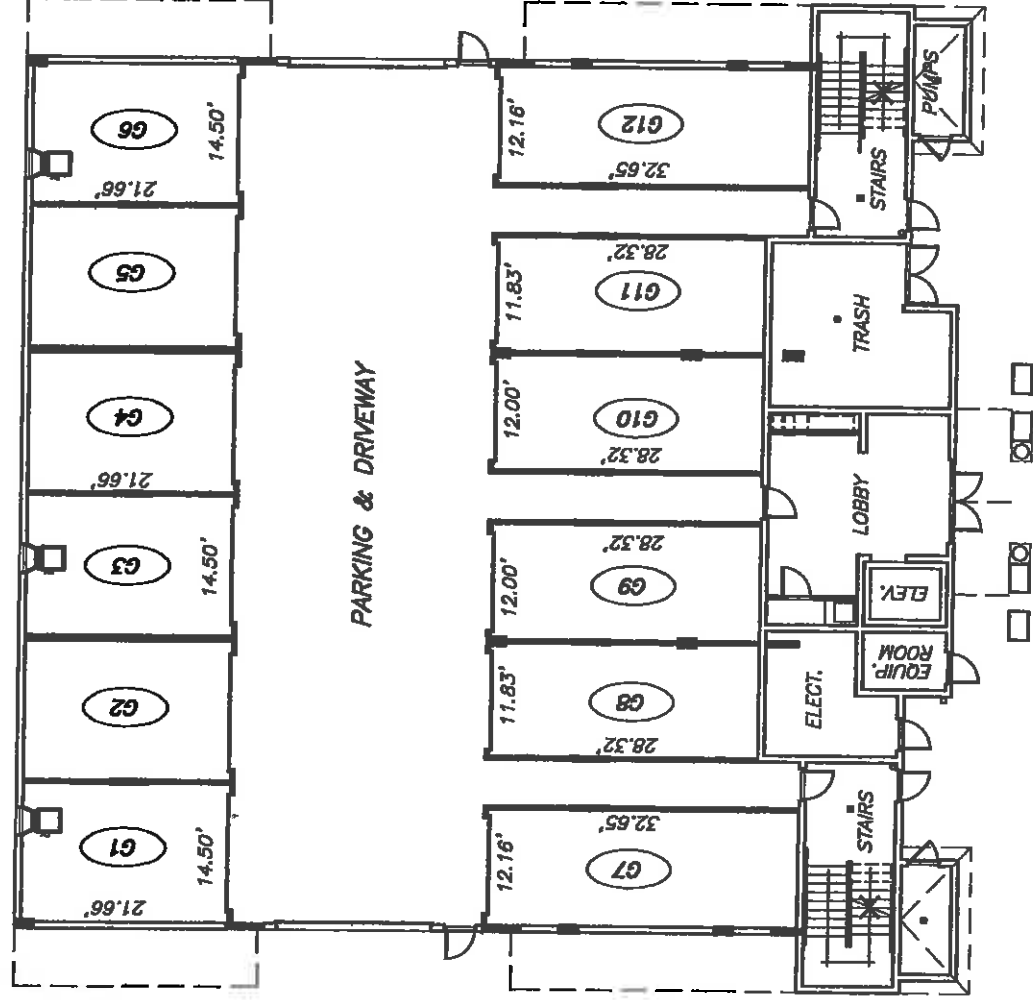 G6
14.50'
21.66'
G5
G4
21.66'
G3
14.50'
G2
G1
14.50'
21.66'
PARKING & DRIVEWAY
G12
12.16'
32.65'
28.32'
11.83'
G11
12.00'
G10
28.32'
28.32'
12.00'
G9
11.83'
G8
28.32'
32.65'
12.16'
G7
PUMPS
STAIRS
TRASH
LOBBY
ELEV.
EQUIP.
ROOM
ELECT.
STAIRS